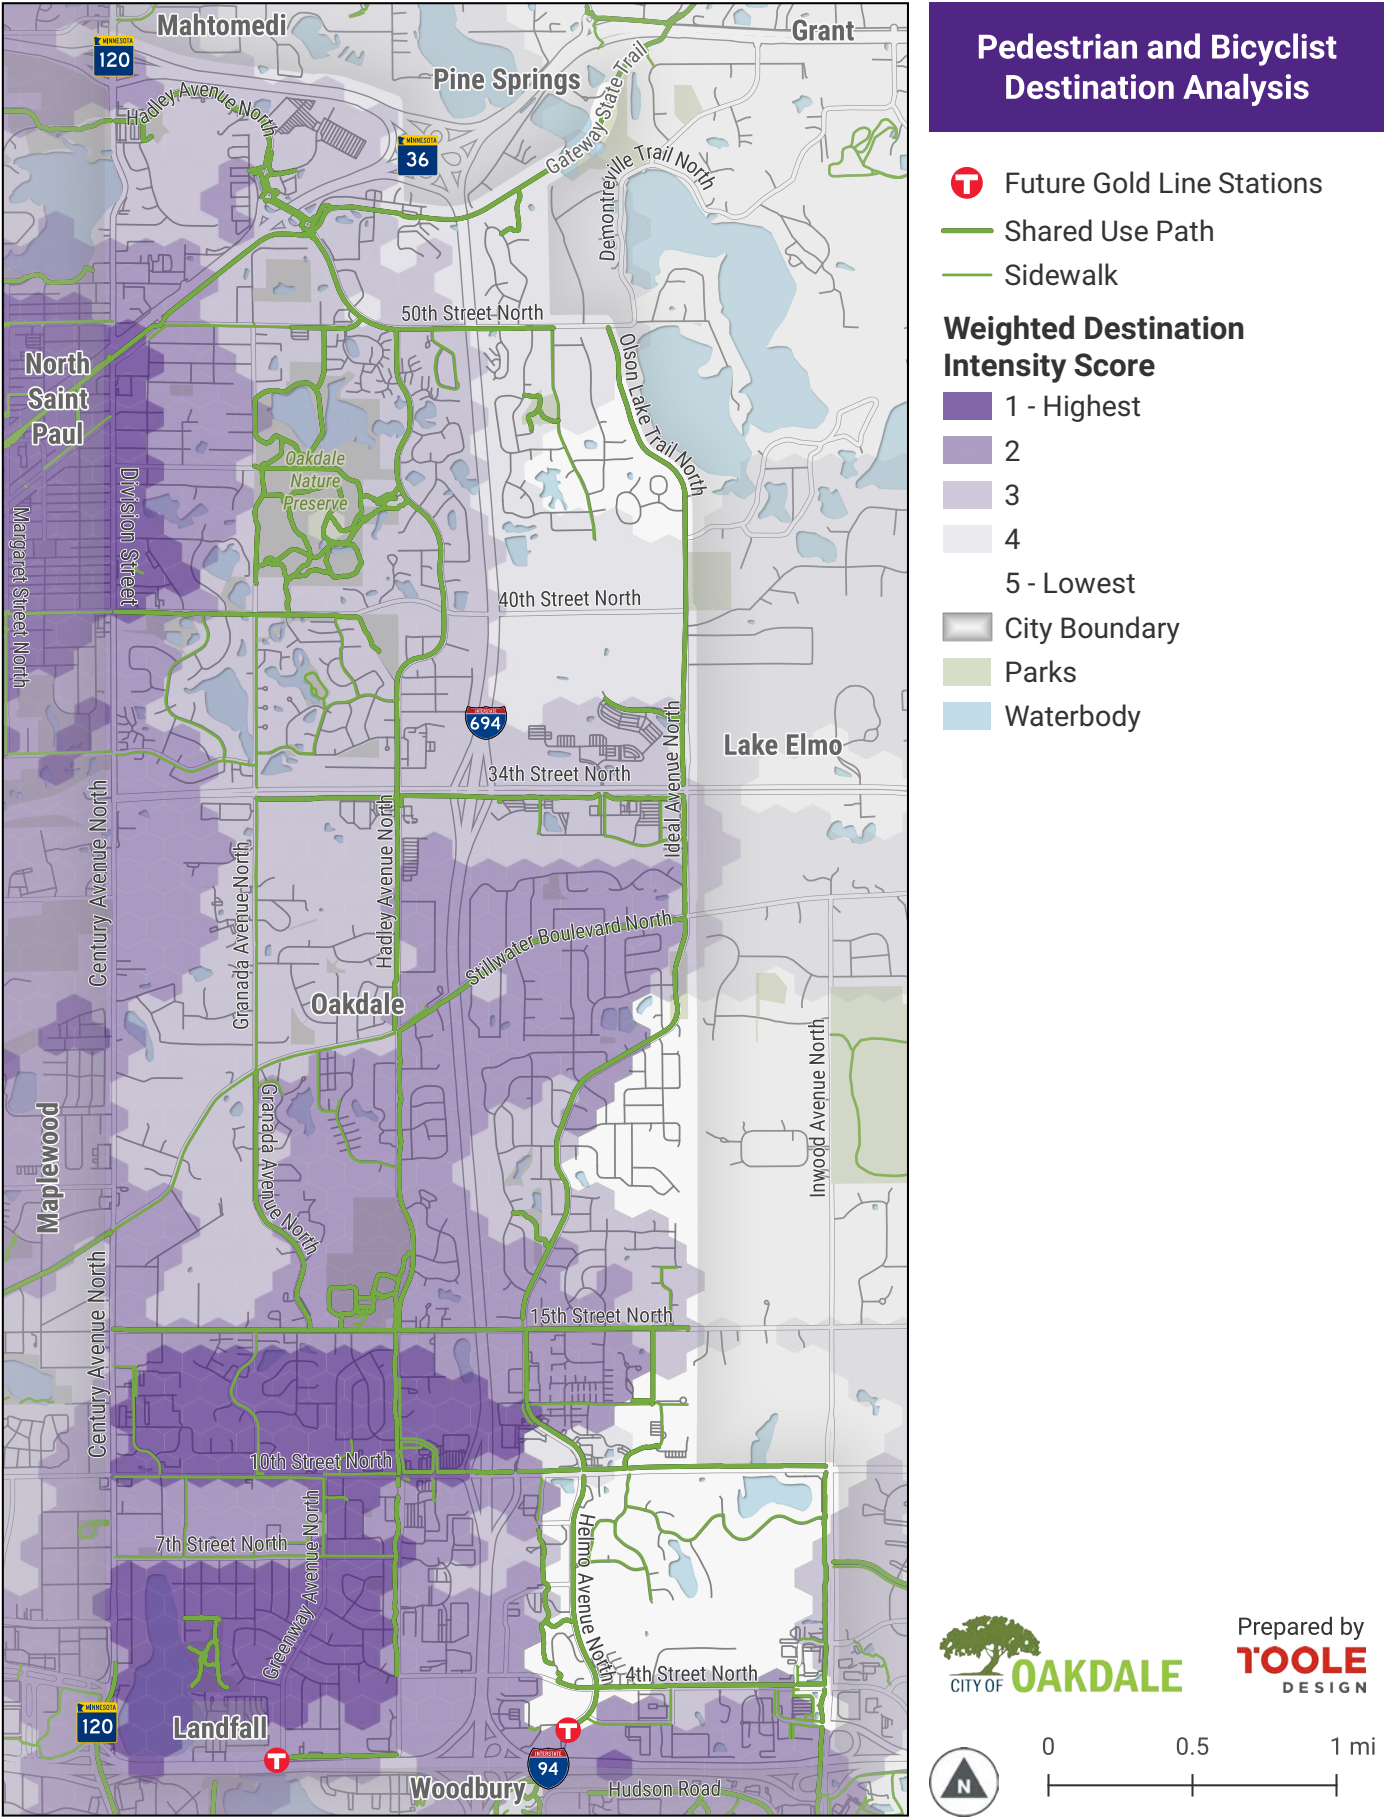 Mahtomedi
Grant
MINNESOTA
120
Pine Springs
Hadley Avenue North
MINNESOTA
36
Gateway State Trail
Demontreville Trail North
50th Street North
Olson Lake Trail North
North
Saint
Paul
Oakdale
Nature
Preserve
Division Street
Margaret Street North
40th Street North
INTERSTATE
694
Ideal Avenue North
Lake Elmo
34th Street North
Century Avenue North
Granada Avenue North
Hadley Avenue North
Stillwater Boulevard North
Oakdale
Inwood Avenue North
Granada Avenue North
Maplewood
Century Avenue North
15th Street North
10th Street North
7th Street North
Greenway Avenue North
Helmo Avenue North
4th Street North
MINNESOTA
120
Landfall
T
T
INTERSTATE
94
Woodbury
Hudson Road
Pedestrian and Bicyclist
Destination Analysis
T Future Gold Line Stations
Shared Use Path
Sidewalk
Weighted Destination
Intensity Score
1 - Highest
2
3
4
5 - Lowest
City Boundary
Parks
Waterbody
CITY OF OAKDALE
Prepared by
TOOLE
DESIGN
N
0 0.5 1 mi